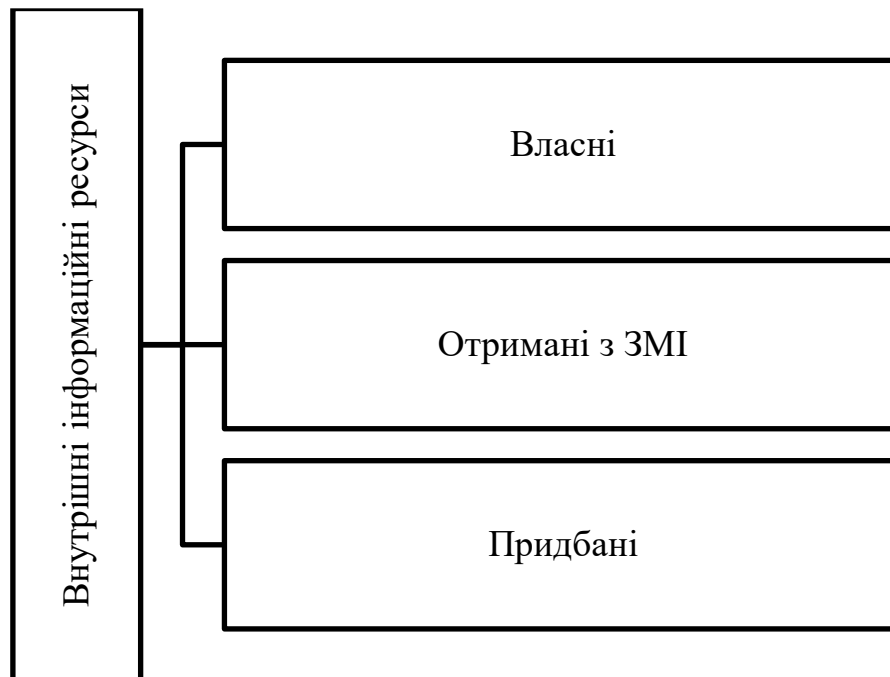 Внутрішні інформаційні ресурси
Власні
Отримані з ЗМІ
Придбані